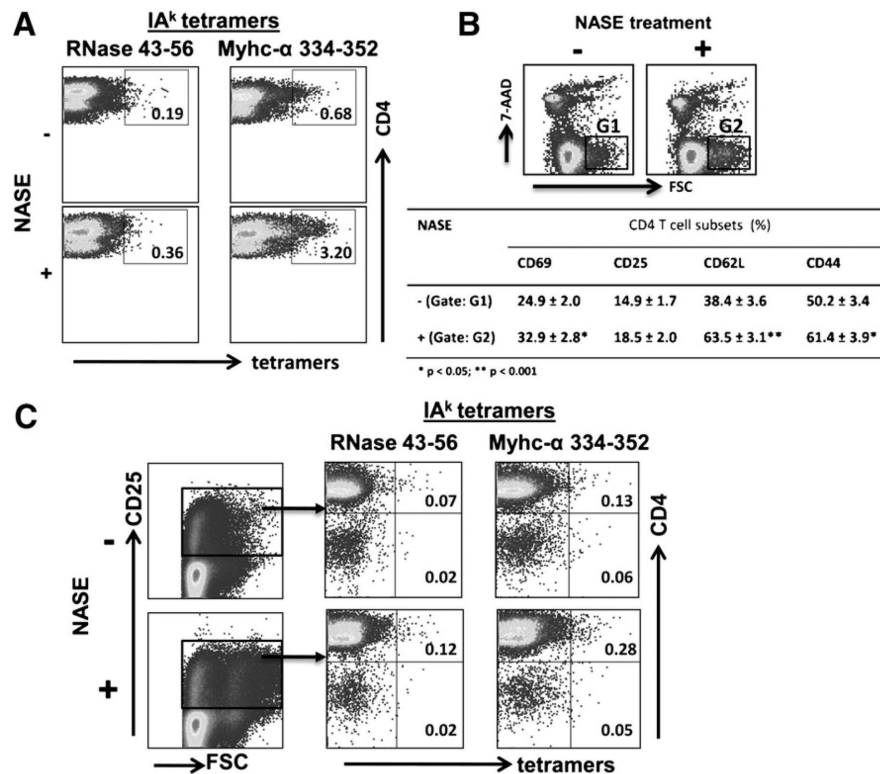 A
IAᵏ tetramers
RNase 43-56 Myhc-α 334-352
0.19 0.68
CD4
-
NASE
+
0.36 3.20
tetramers
B
NASE treatment
- +
7-AAD
G1 G2
FSC
NASE CD4 T cell subsets (%)
CD69 CD25 CD62L CD44
- (Gate: G1) 24.9 ± 2.0 14.9 ± 1.7 38.4 ± 3.6 50.2 ± 3.4
+ (Gate: G2) 32.9 ± 2.8* 18.5 ± 2.0 63.5 ± 3.1** 61.4 ± 3.9*
* p < 0.05; ** p < 0.001
C
IAᵏ tetramers
RNase 43-56 Myhc-α 334-352
CD25
0.07 0.13
CD4
-
0.02 0.06
NASE
0.12 0.28
+
0.02 0.05
FSC
tetramers